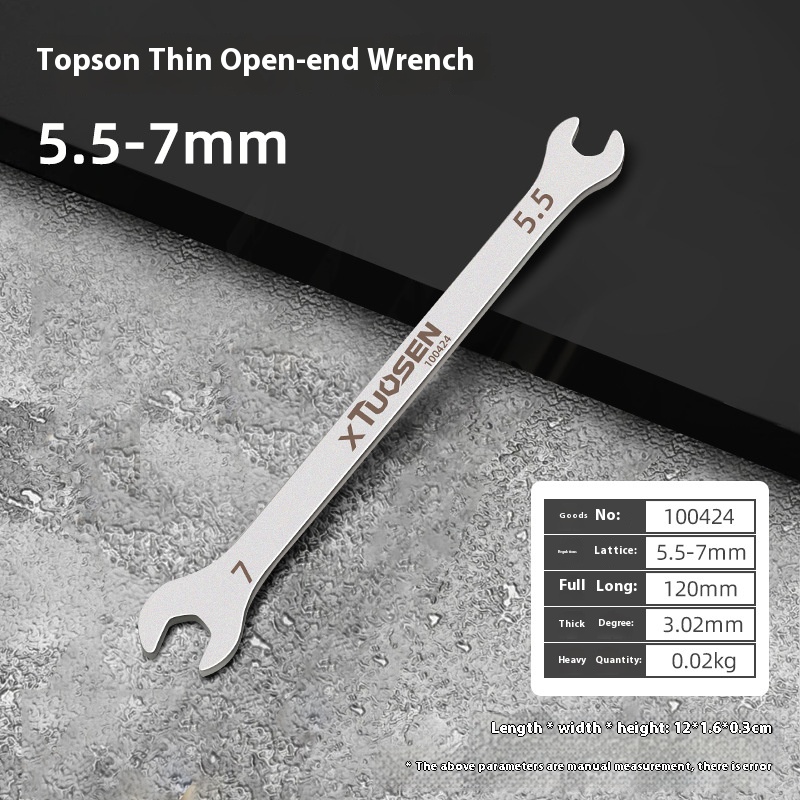 Topson Thin Open-end Wrench
5.5-7mm
5.5
XTUOSEN
100424
7
Goods No: 100424
Lattice: 5.5-7mm
Full Long: 120mm
Thick Degree: 3.02mm
Heavy Quantity: 0.02kg
Length * width * height: 12*1.6*0.3cm
* The above parameters are manual measurement, there is error